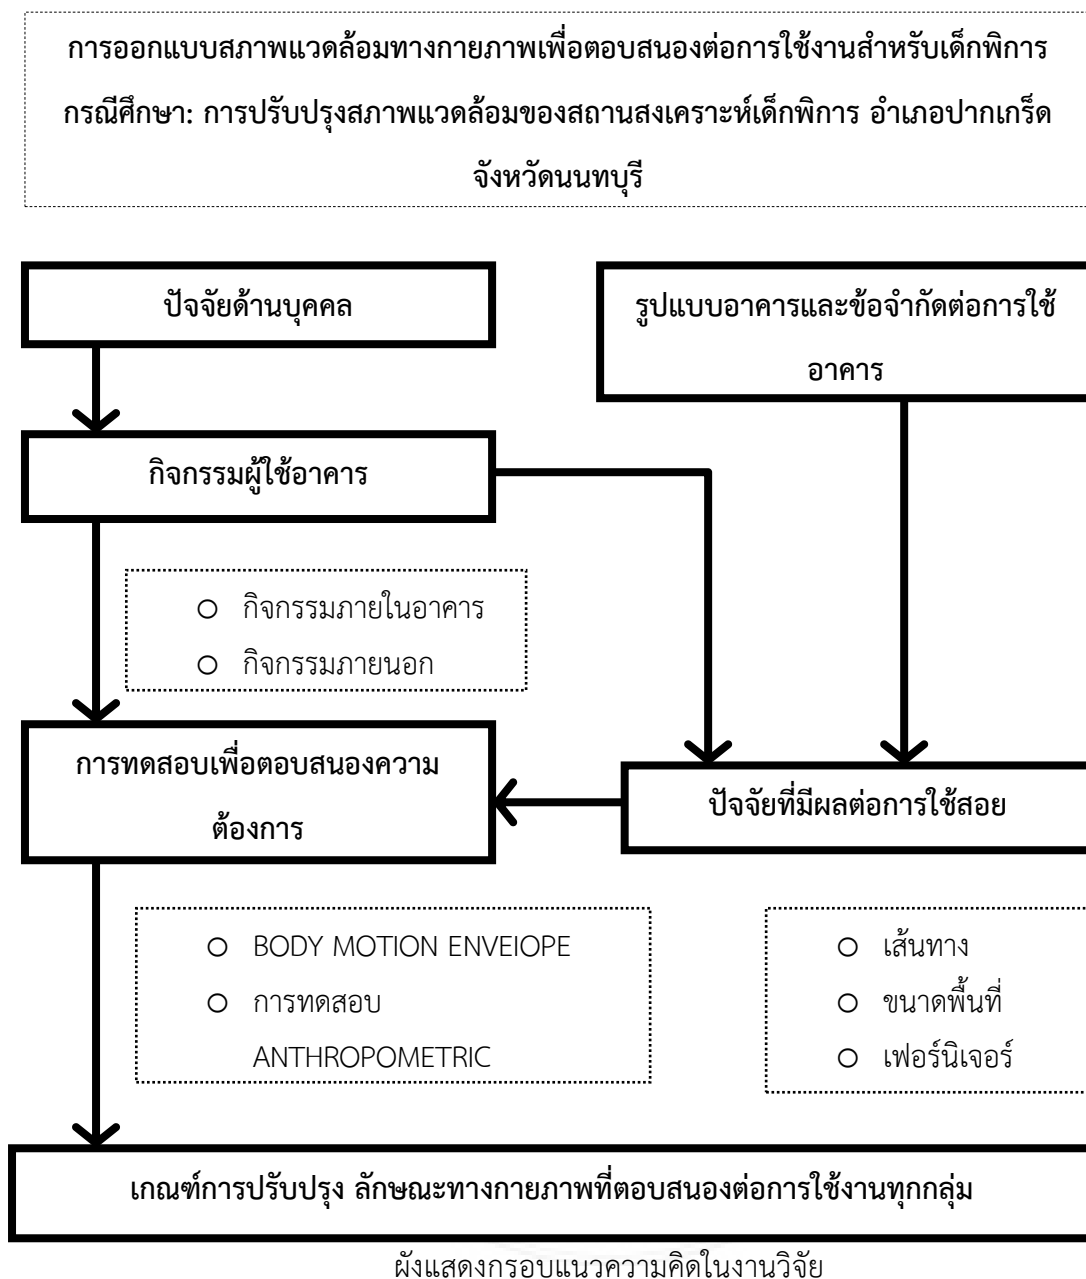 การออกแบบสภาพแวดล้อมทางกายภาพเพื่อตอบสนองต่อการใช้งานสำหรับเด็กพิการ
กรณีศึกษา: การปรับปรุงสภาพแวดล้อมของสถานสงเคราะห์เด็กพิการ อำเภอปากเกร็ด
จังหวัดนนทบุรี
ปัจจัยด้านบุคคล
รูปแบบอาคารและข้อจำกัดต่อการใช้
อาคาร
กิจกรรมผู้ใช้อาคาร
กิจกรรมภายในอาคาร
กิจกรรมภายนอก
การทดสอบเพื่อตอบสนองความ
ต้องการ
ปัจจัยที่มีผลต่อการใช้สอย
BODY MOTION ENVEIOPE
การทดสอบ
ANTHROPOMETRIC
เส้นทาง
ขนาดพื้นที่
เฟอร์นิเจอร์
เกณฑ์การปรับปรุง ลักษณะทางกายภาพที่ตอบสนองต่อการใช้งานทุกกลุ่ม
ผังแสดงกรอบแนวความคิดในงานวิจัย